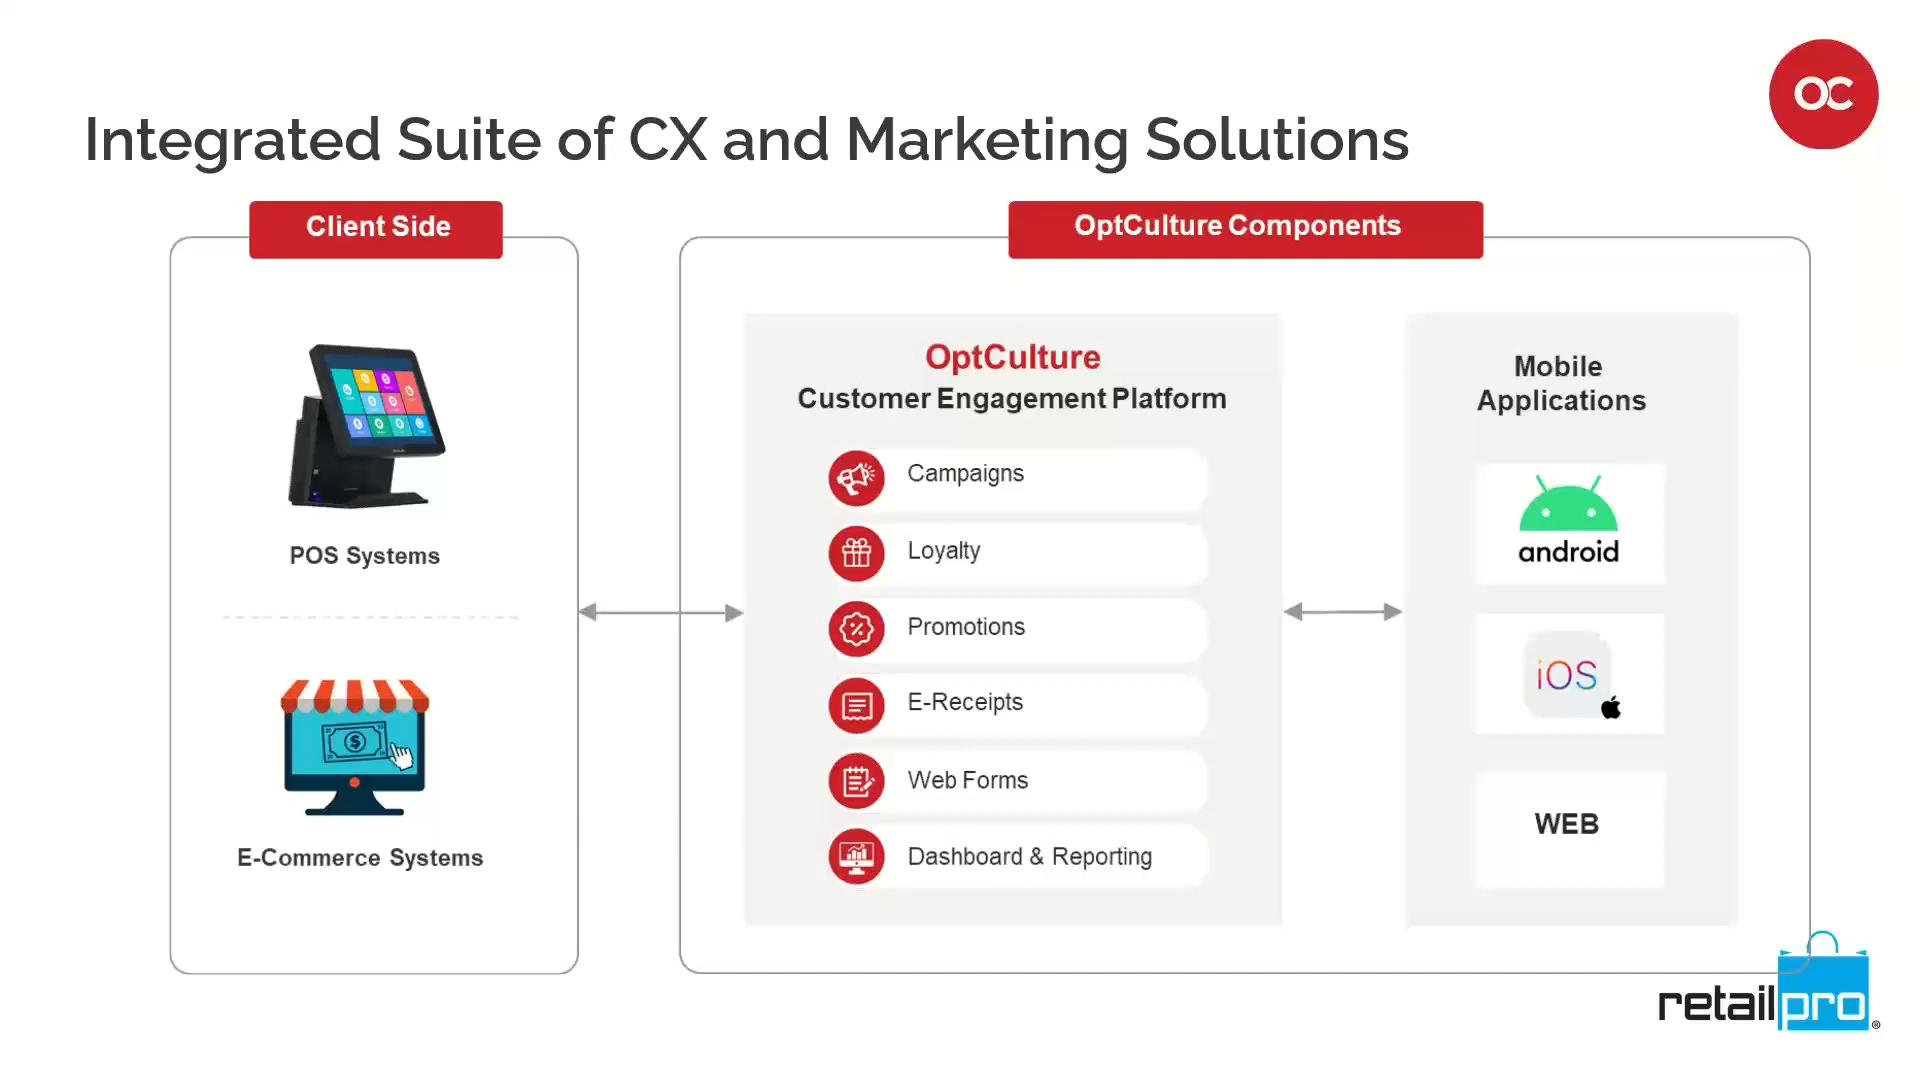 OC
Integrated Suite of CX and Marketing Solutions
Client Side
POS Systems
$
E-Commerce Systems
OptCulture Components
OptCulture
Customer Engagement Platform
Campaigns
Loyalty
Promotions
E-Receipts
Web Forms
Dashboard & Reporting
Mobile
Applications
android
iOS
WEB
retailpro®